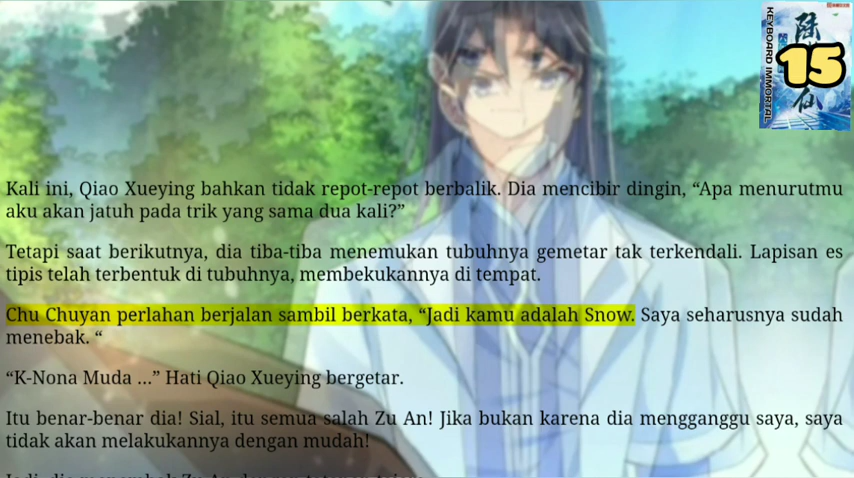 陆
仙
KEYBOARD IMMORTAL
15
Kali ini, Qiao Xueying bahkan tidak repot-repot berbalik. Dia mencibir dingin, “Apa menurutmu
aku akan jatuh pada trik yang sama dua kali?”
Tetapi saat berikutnya, dia tiba-tiba menemukan tubuhnya gemetar tak terkendali. Lapisan es
tipis telah terbentuk di tubuhnya, membekukannya di tempat.
Chu Chuyan perlahan berjalan sambil berkata, “Jadi kamu adalah Snow. Saya seharusnya sudah
menebak. “
“K-Nona Muda ...” Hati Qiao Xueying bergetar.
Itu benar-benar dia! Sial, itu semua salah Zu An! Jika bukan karena dia mengganggu saya, saya
tidak akan melakukannya dengan mudah!